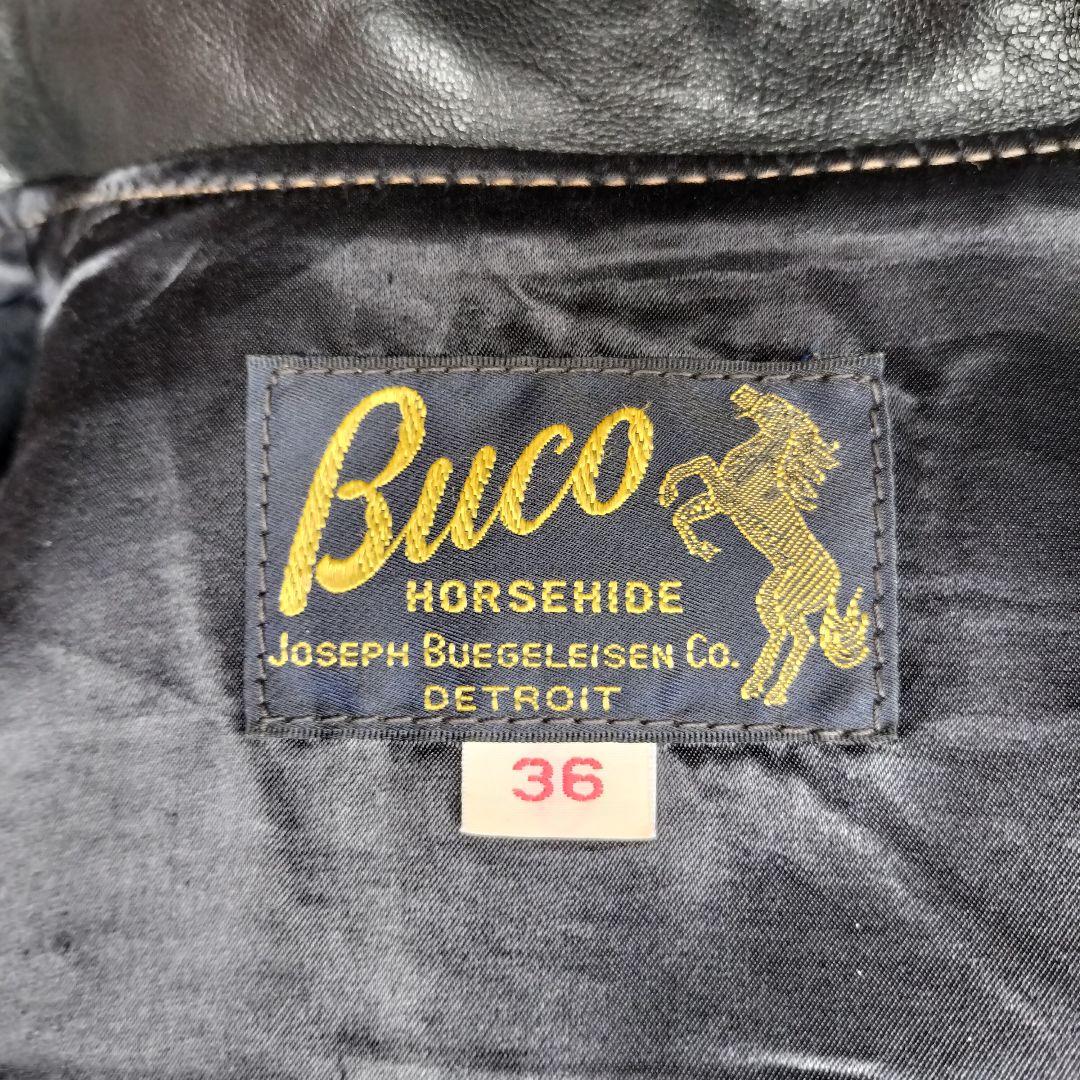 Buco
HORSEHIDE
JOSEPH BUEGELEISEN CO.
DETROIT
36